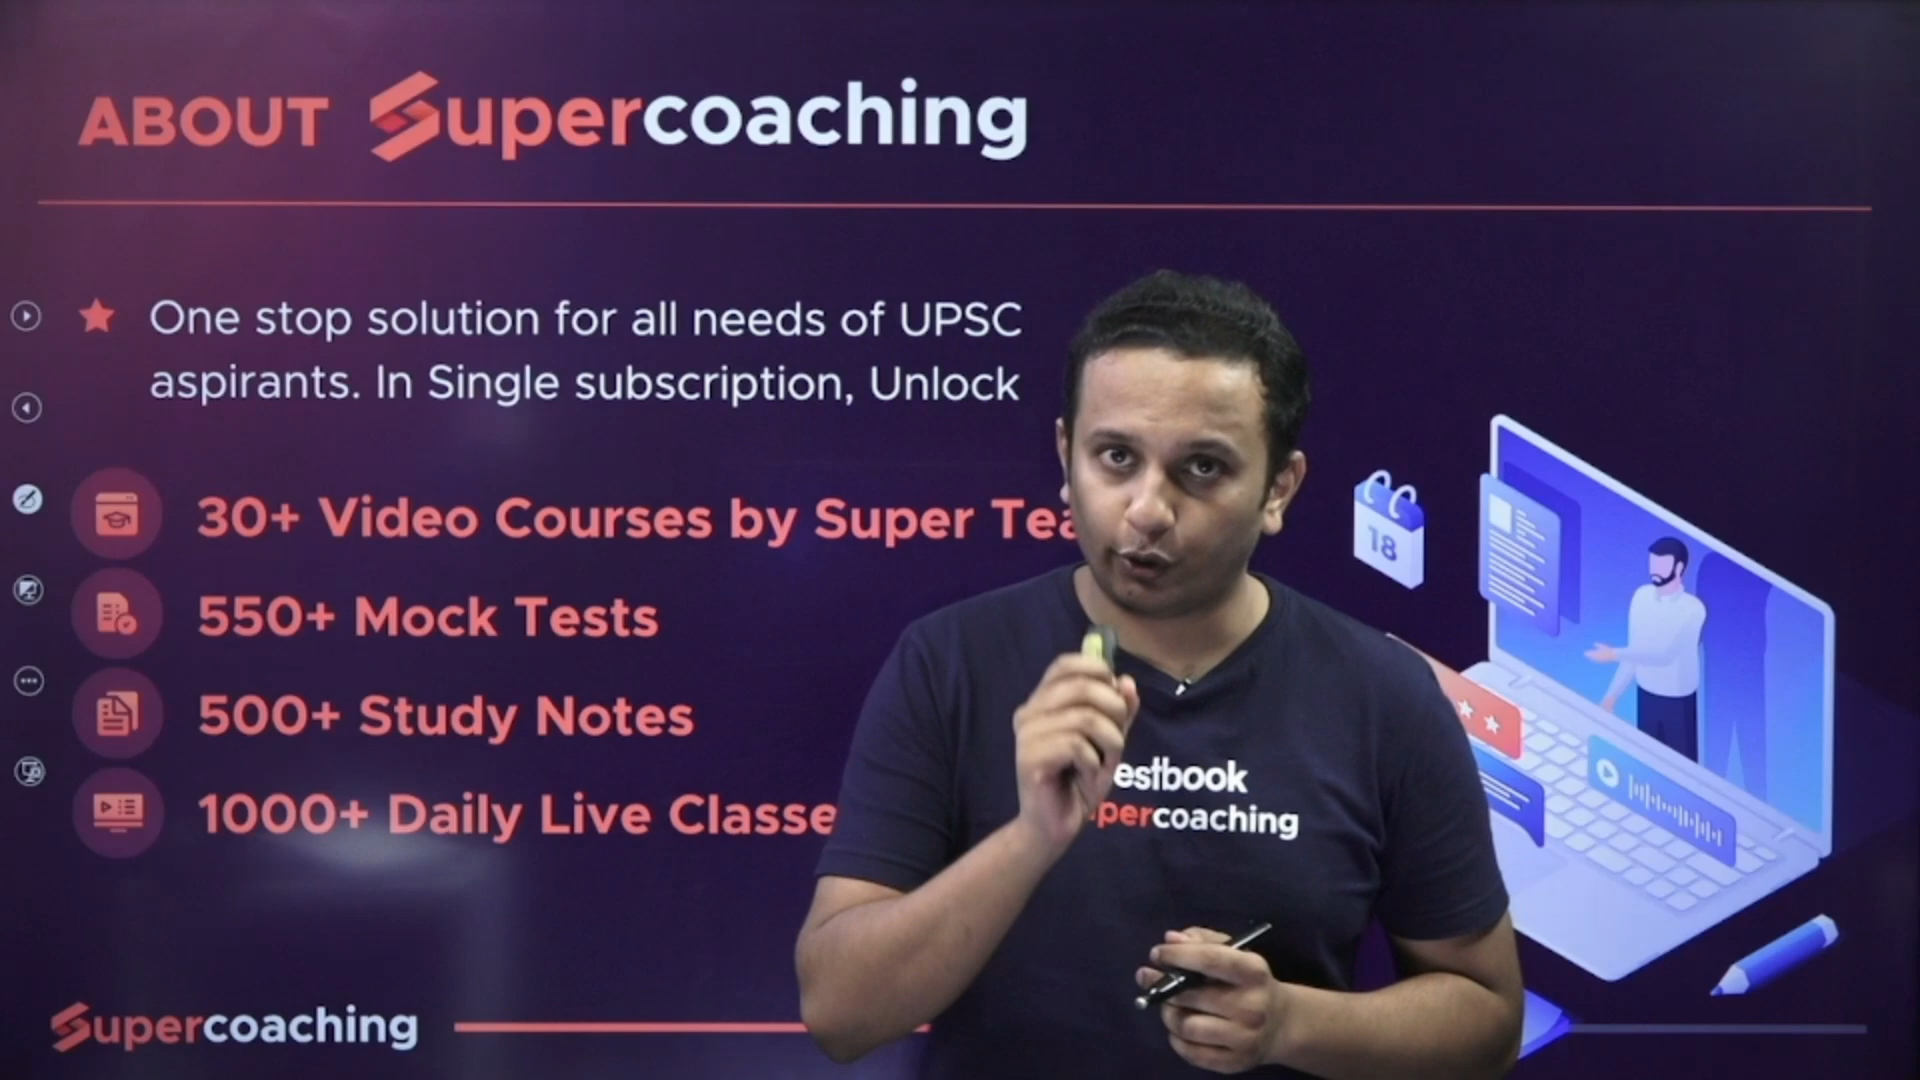 ABOUT Supercoaching
One stop solution for all needs of UPSC
aspirants. In Single subscription, Unlock
30+ Video Courses by Super
550+ Mock Tests
500+ Study Notes
1000+ Daily Live Classe
18
estbook
percoaching
Supercoaching